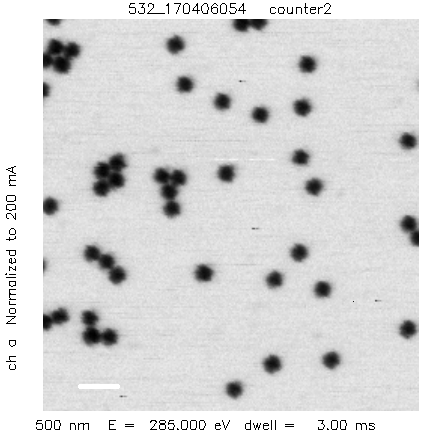 532_170406054 counter2
ch a Normalized to 200 mA
500 nm E = 285.000 eV dwell = 3.00 ms